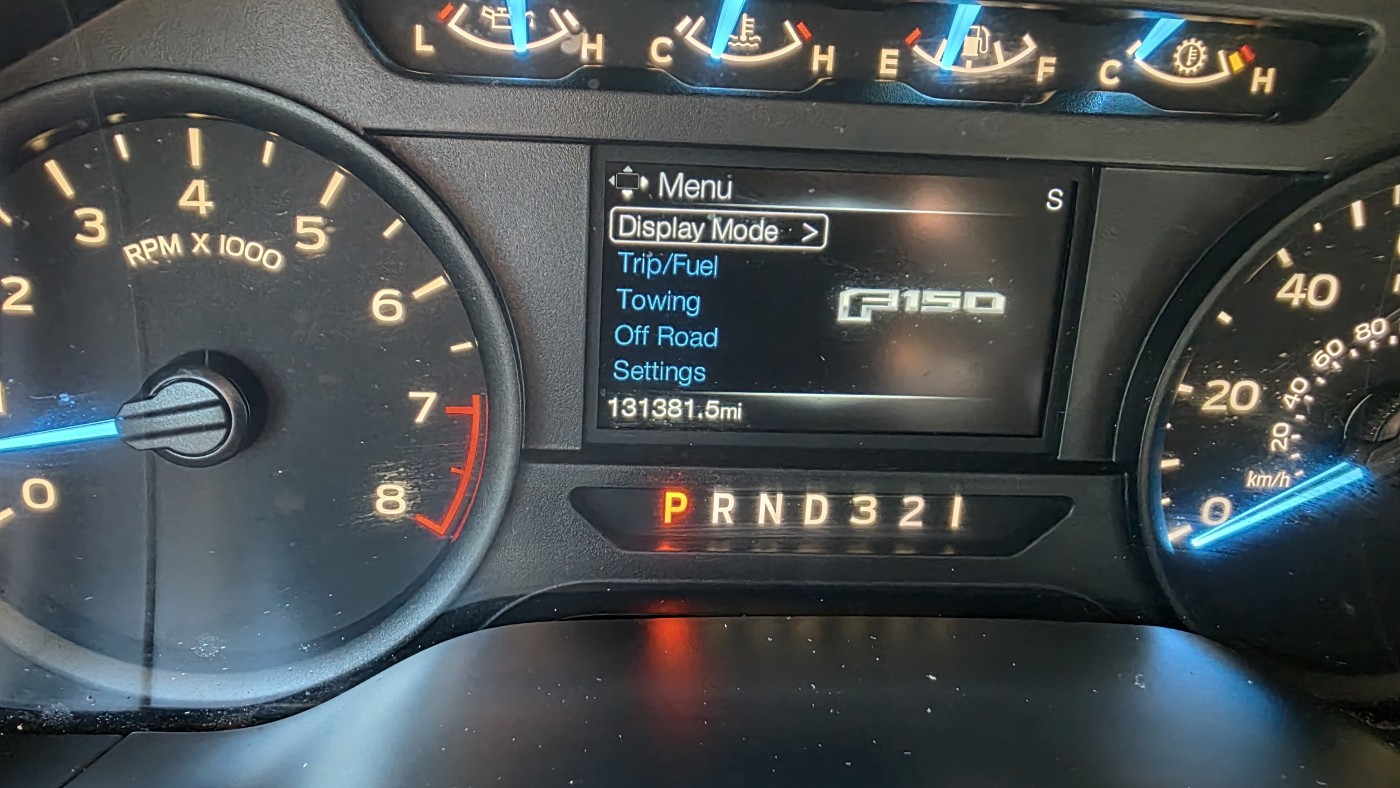 L H C H E F C H
Menu S
Display Mode >
Trip/Fuel
Towing
Off Road
Settings
F150
131381.5mi
P R N D 3 2 1
0
2
3
4
5
6
7
8
RPM X 1000
0
20
40
20
40
60
80
km/h